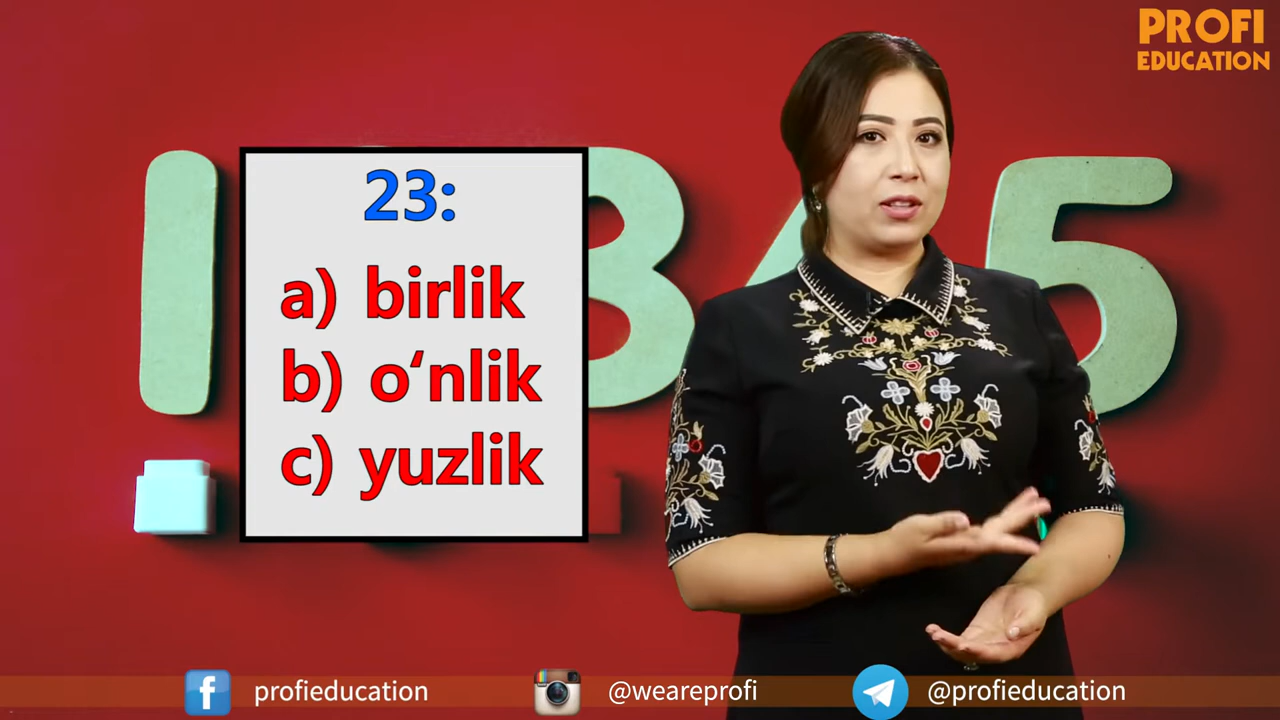 PROFI
EDUCATION
23:
a) birlik
b) o‘nlik
c) yuzlik
profieducation
@weareprofi
@profieducation